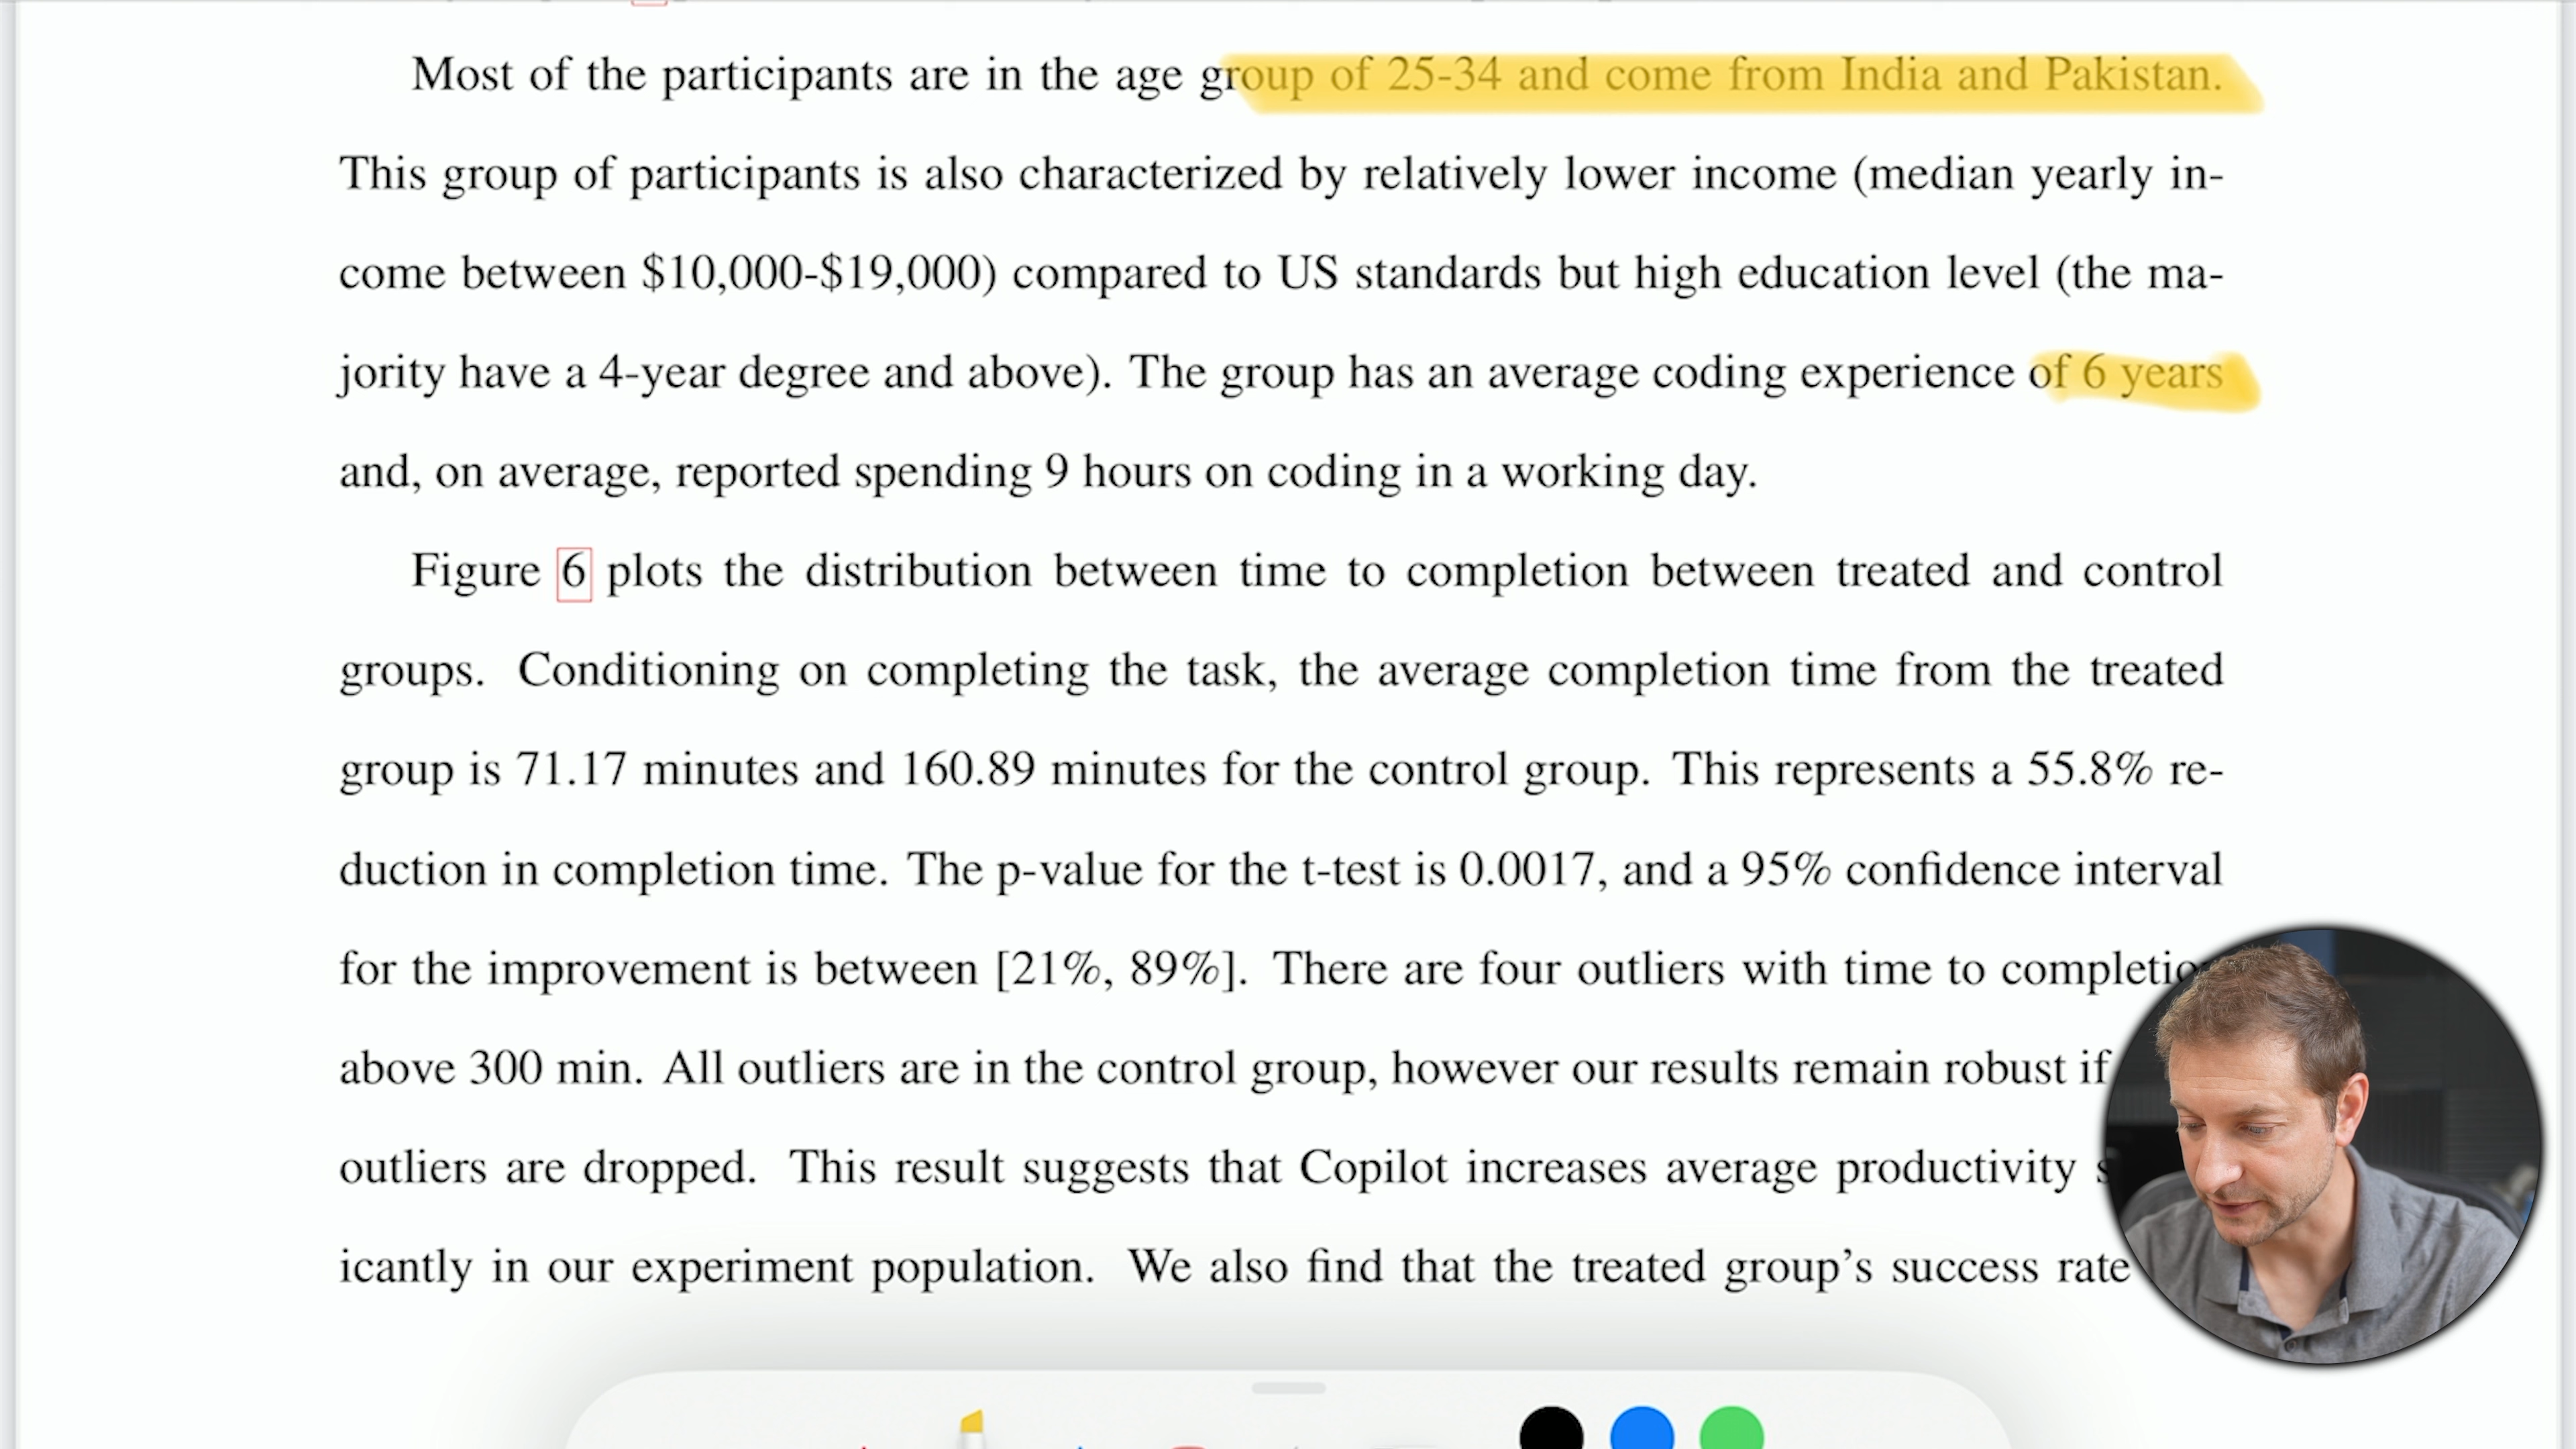 Most of the participants are in the age group of 25-34 and come from India and Pakistan.
This group of participants is also characterized by relatively lower income (median yearly in-
come between $10,000-$19,000) compared to US standards but high education level (the ma-
jority have a 4-year degree and above). The group has an average coding experience of 6 years
and, on average, reported spending 9 hours on coding in a working day.
Figure 6 plots the distribution between time to completion between treated and control
groups. Conditioning on completing the task, the average completion time from the treated
group is 71.17 minutes and 160.89 minutes for the control group. This represents a 55.8% re-
duction in completion time. The p-value for the t-test is 0.0017, and a 95% confidence interval
for the improvement is between [21%, 89%]. There are four outliers with time to completio
above 300 min. All outliers are in the control group, however our results remain robust if
outliers are dropped. This result suggests that Copilot increases average productivity s
icantly in our experiment population. We also find that the treated group's success rate